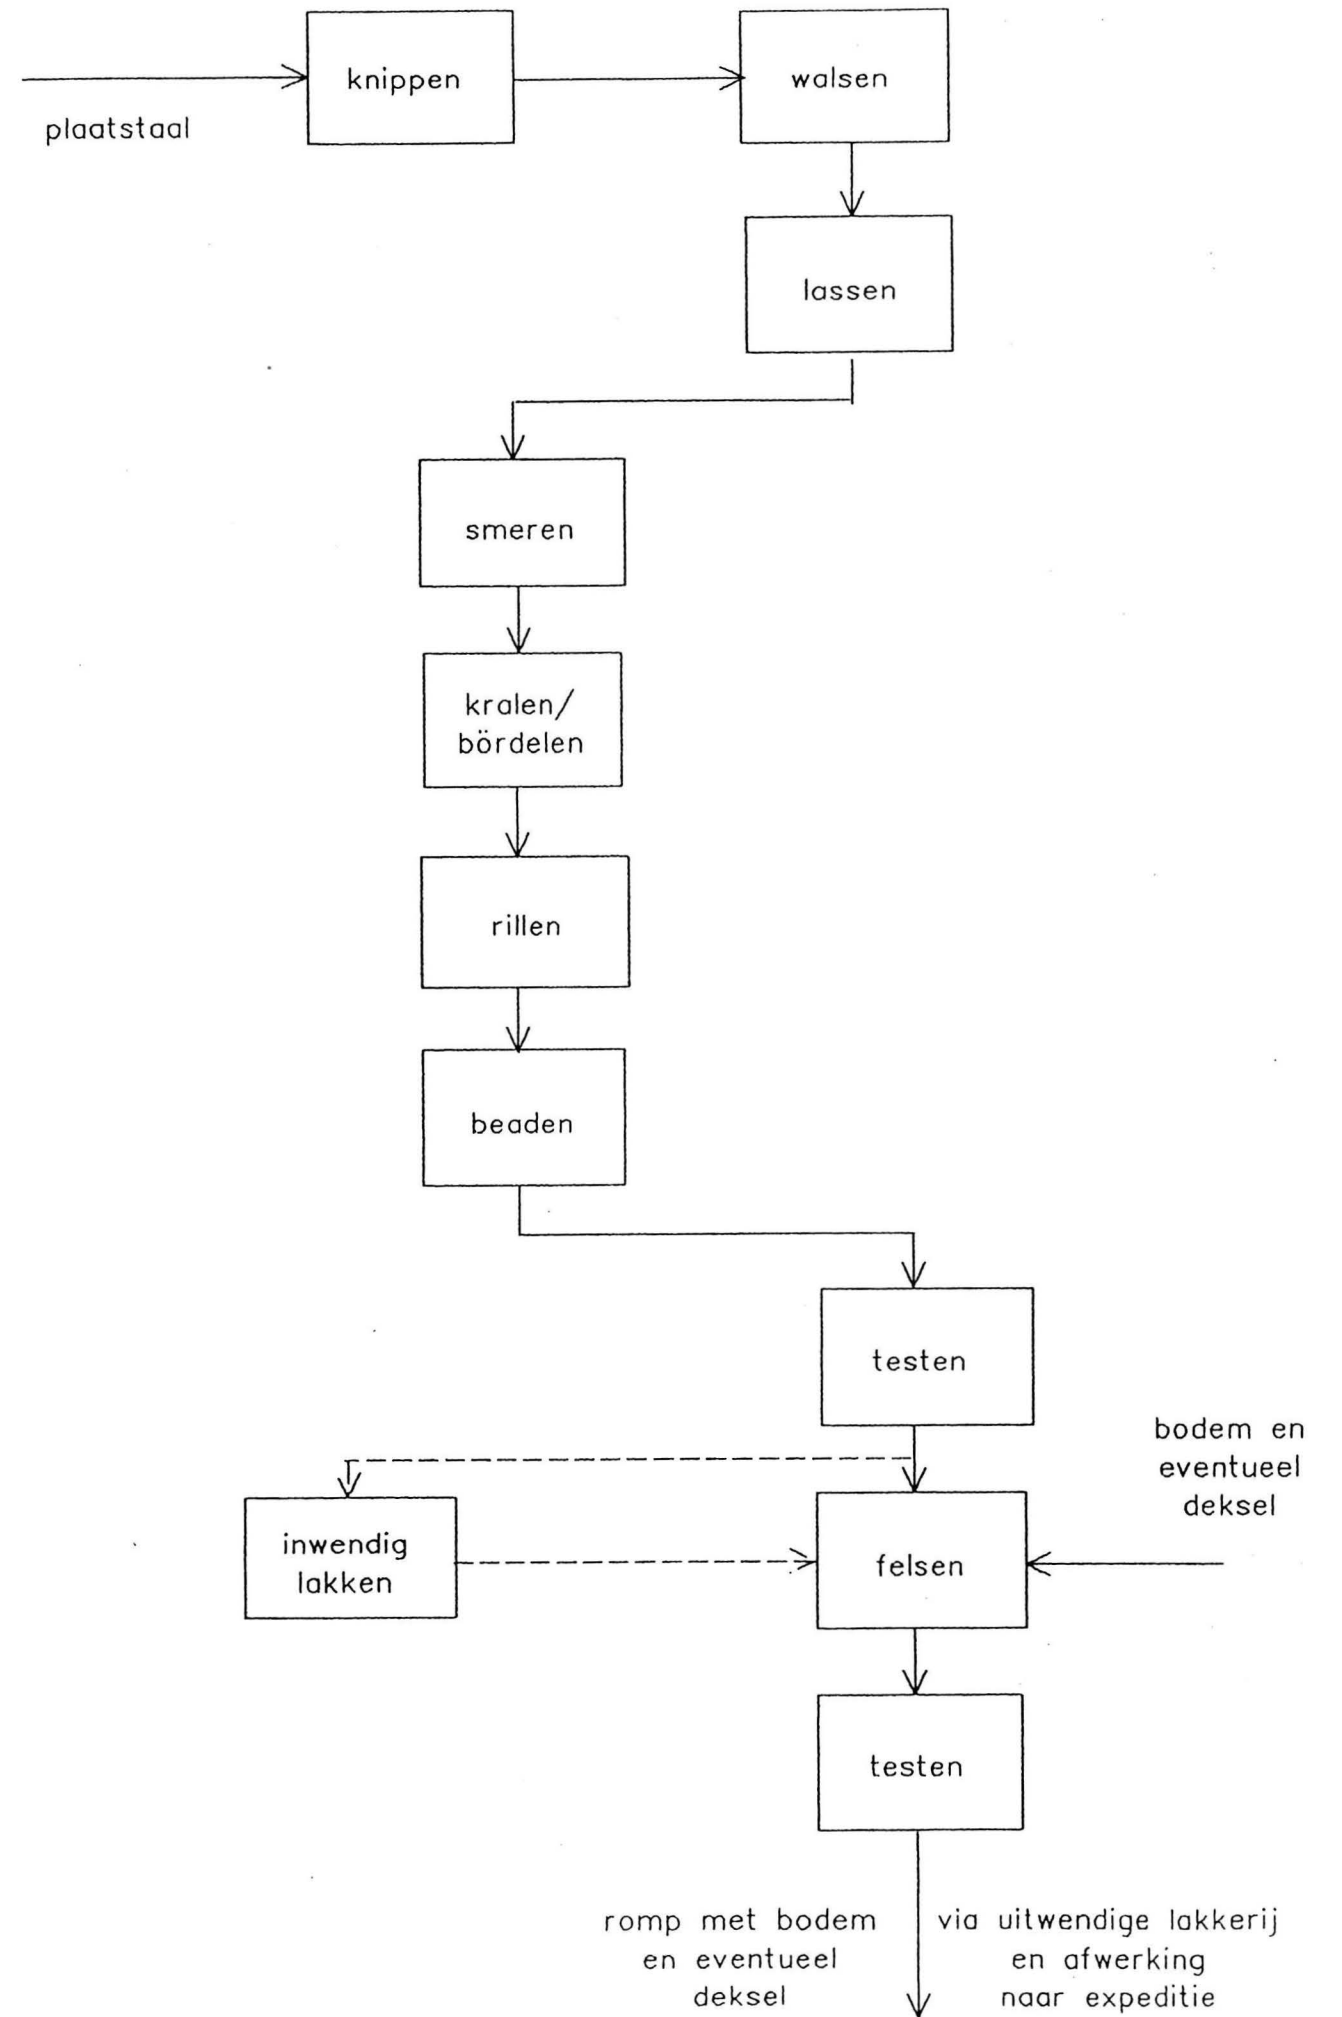 knippen
walsen
plaatstaal
lassen
smeren
kralen/
bördelen
rillen
beaden
testen
bodem en
eventueel
deksel
inwendig
lakken
felsen
testen
romp met bodem
en eventueel
deksel
via uitwendige lakkerij
en afwerking
naar expeditie